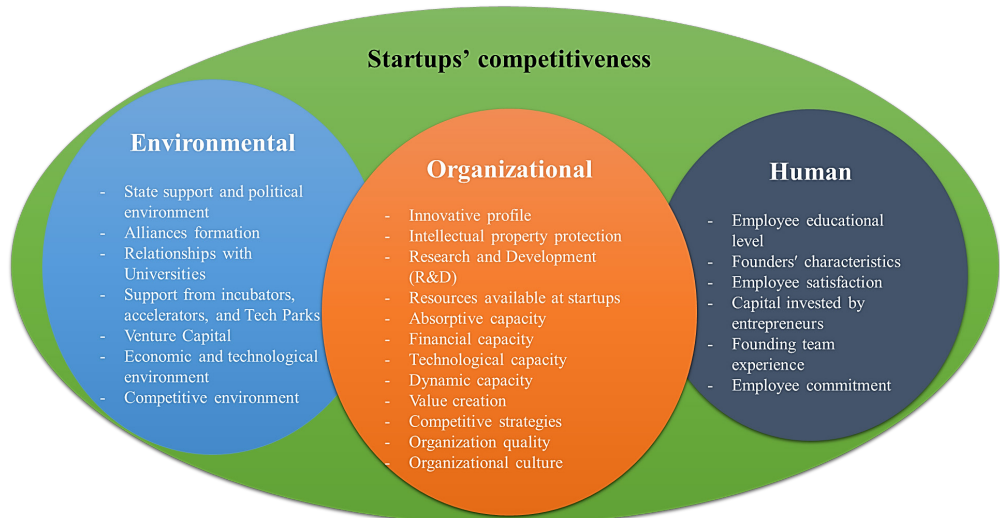 Startups’ competitiveness
Environmental
- State support and political
environment
- Alliances formation
- Relationships with
Universities
- Support from incubators,
accelerators, and Tech Parks
- Venture Capital
- Economic and technological
environment
- Competitive environment
Organizational
- Innovative profile
- Intellectual property protection
- Research and Development
(R&D)
- Resources available at startups
- Absorptive capacity
- Financial capacity
- Technological capacity
- Dynamic capacity
- Value creation
- Competitive strategies
- Organization quality
- Organizational culture
Human
- Employee educational
level
- Founders' characteristics
- Employee satisfaction
- Capital invested by
entrepreneurs
- Founding team
experience
- Employee commitment